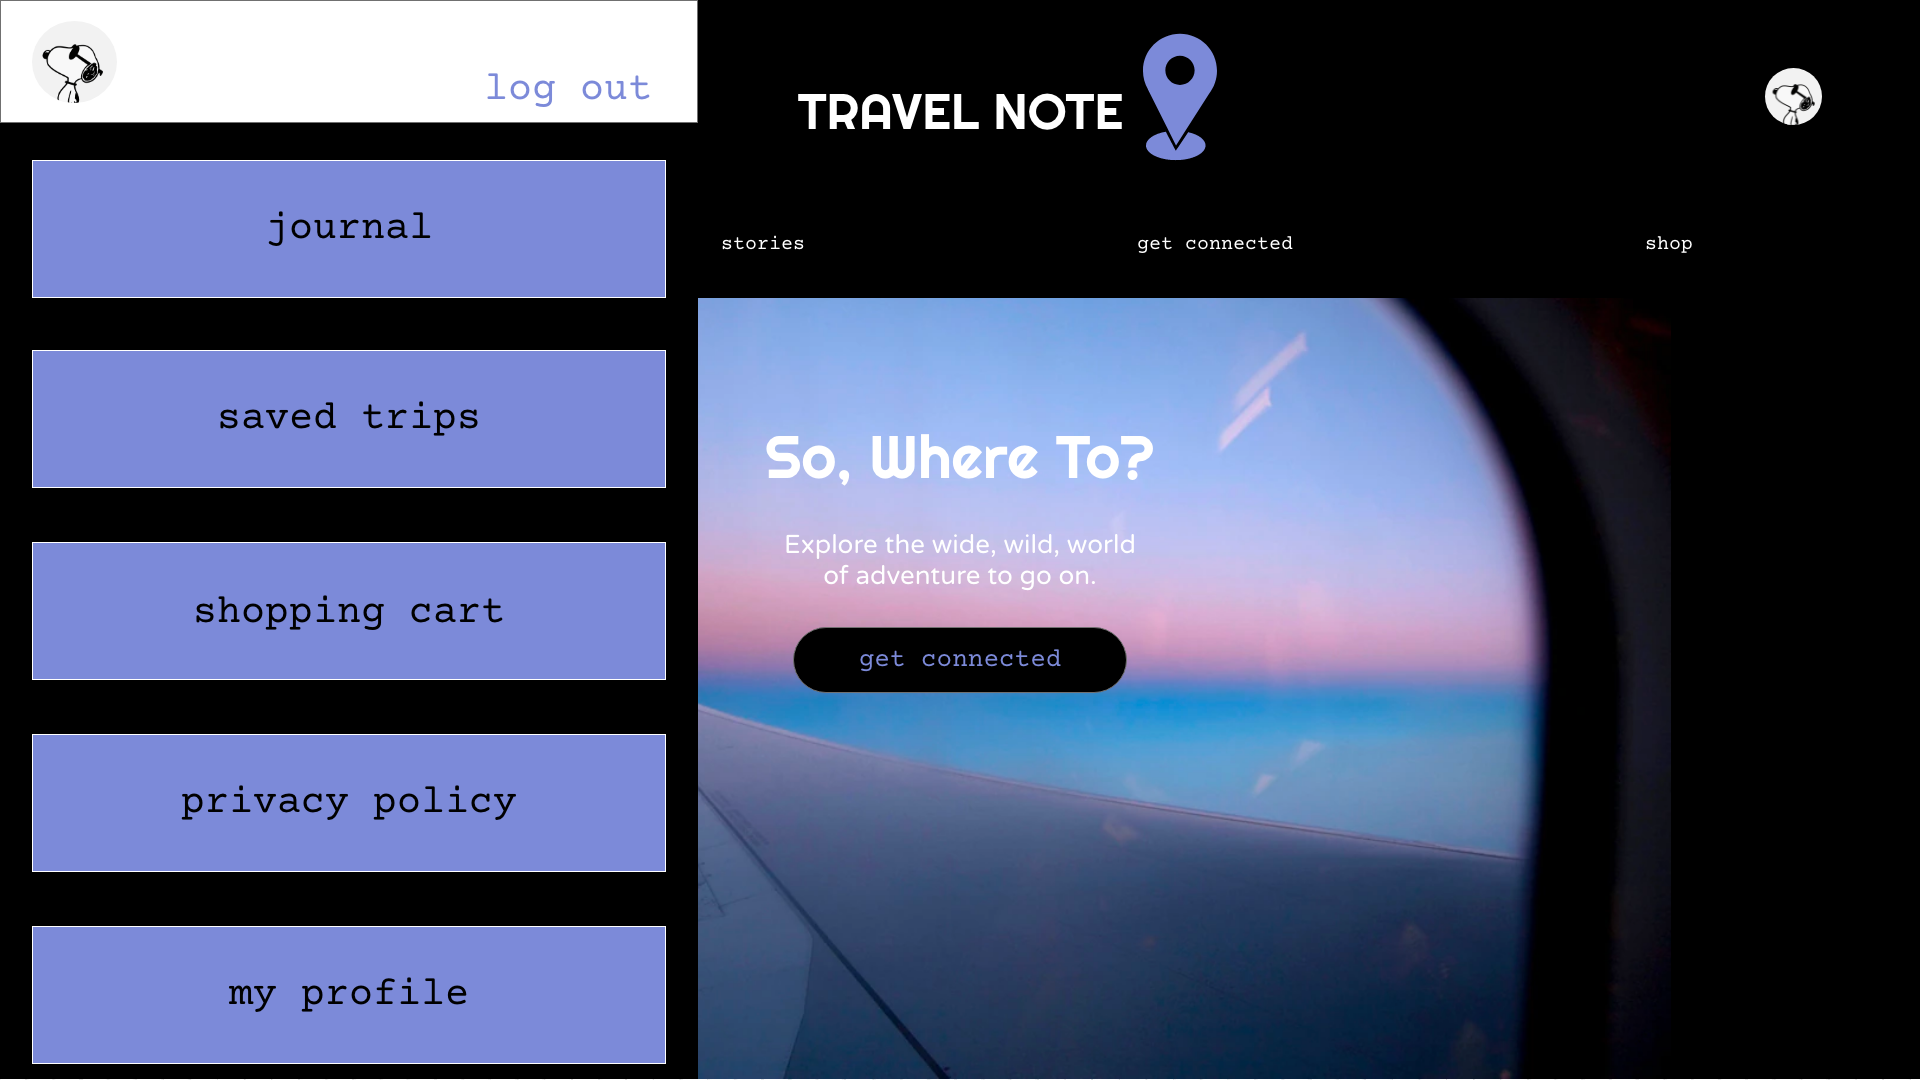 log out
journal
saved trips
shopping cart
privacy policy
my profile
TRAVEL NOTE
stories
get connected
shop
So, Where To?
Explore the wide, wild, world
of adventure to go on.
get connected